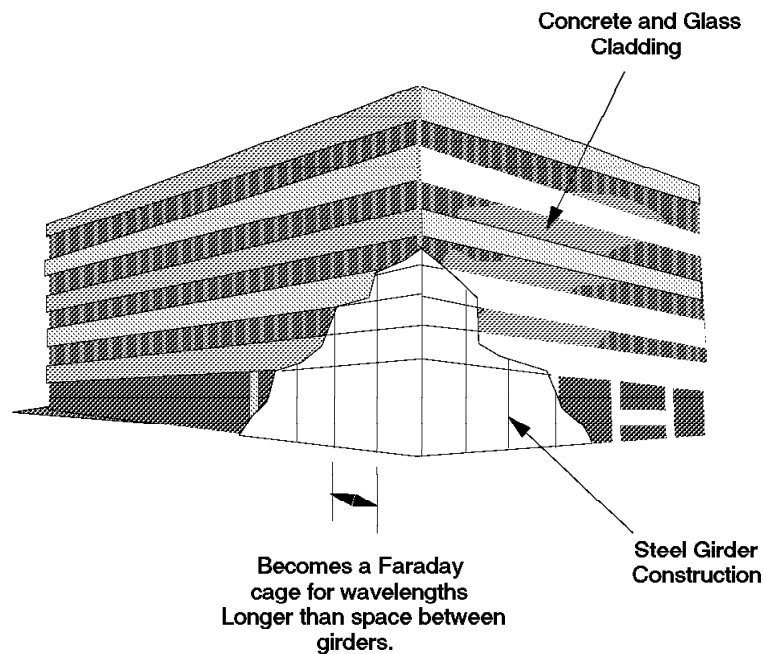 Concrete and Glass
Cladding
Steel Girder
Construction
Becomes a Faraday
cage for wavelengths
Longer than space between
girders.